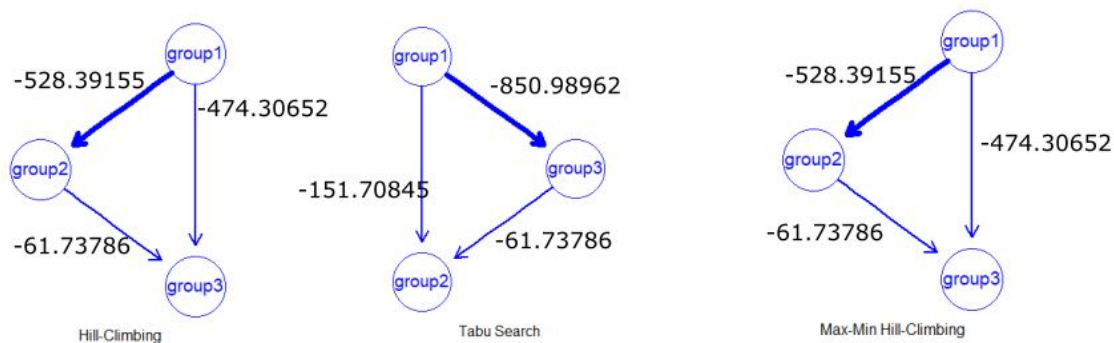 group1
-528.39155
-474.30652
group2
-61.73786
group3
Hill-Climbing
group1
-850.98962
group3
-151.70845
-61.73786
group2
Tabu Search
group1
-528.39155
-474.30652
group2
-61.73786
group3
Max-Min Hill-Climbing